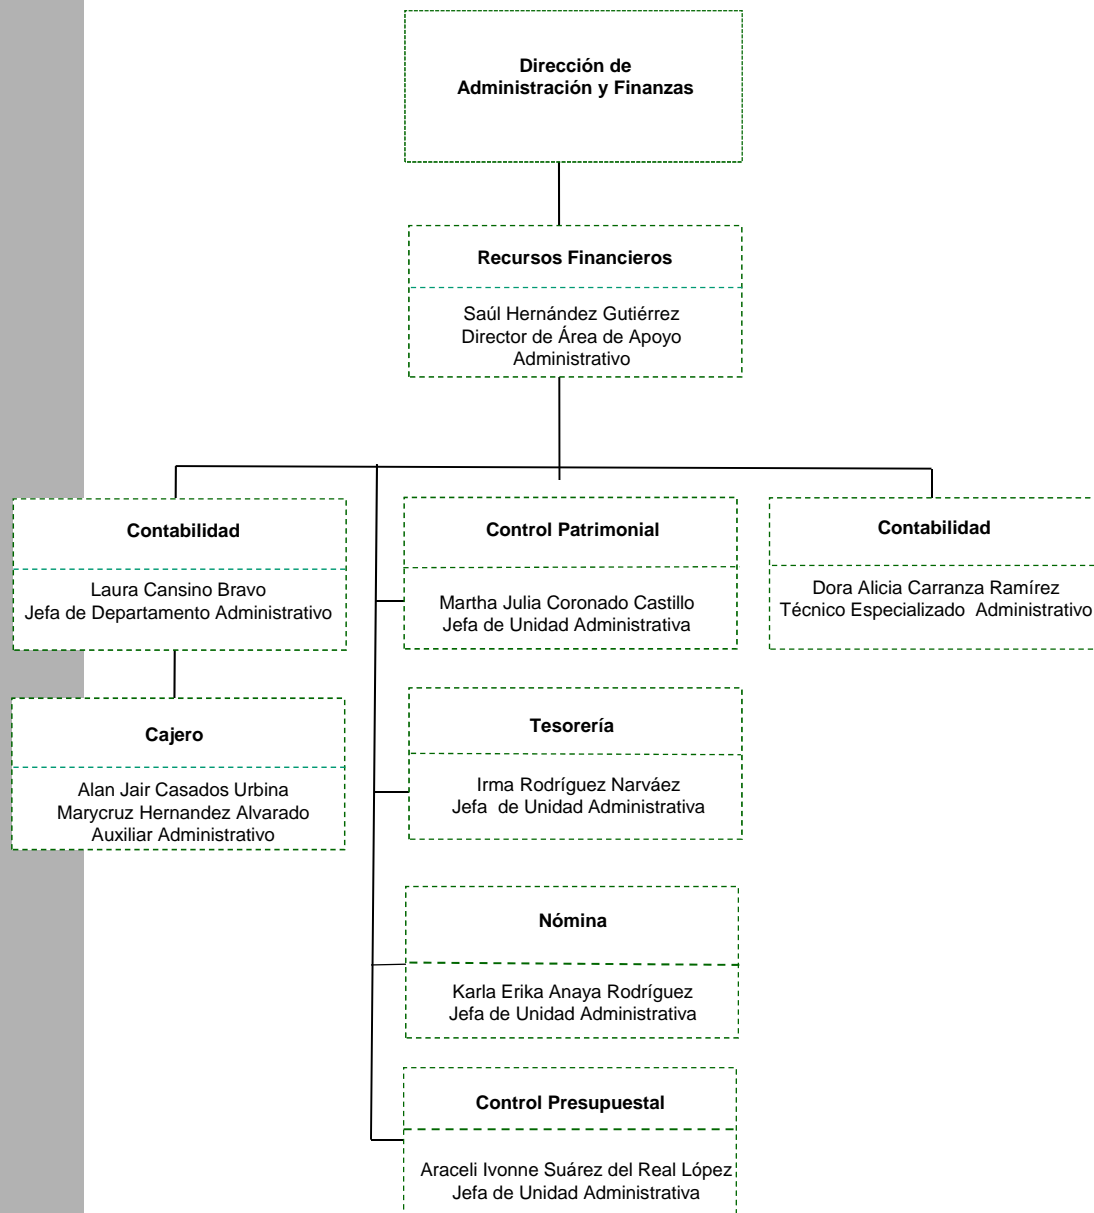 Dirección de
Administración y Finanzas
Recursos Financieros
Saúl Hernández Gutiérrez
Director de Área de Apoyo
Administrativo
Contabilidad
Laura Cansino Bravo
Jefa de Departamento Administrativo
Cajero
Alan Jair Casados Urbina
Marycruz Hernandez Alvarado
Auxiliar Administrativo
Control Patrimonial
Martha Julia Coronado Castillo
Jefa de Unidad Administrativa
Tesorería
Irma Rodríguez Narváez
Jefa  de Unidad Administrativa
Nómina
Karla Erika Anaya Rodríguez
Jefa de Unidad Administrativa
Control Presupuestal
Araceli Ivonne Suárez del Real López
Jefa de Unidad Administrativa
Contabilidad
Dora Alicia Carranza Ramírez
Técnico Especializado  Administrativo